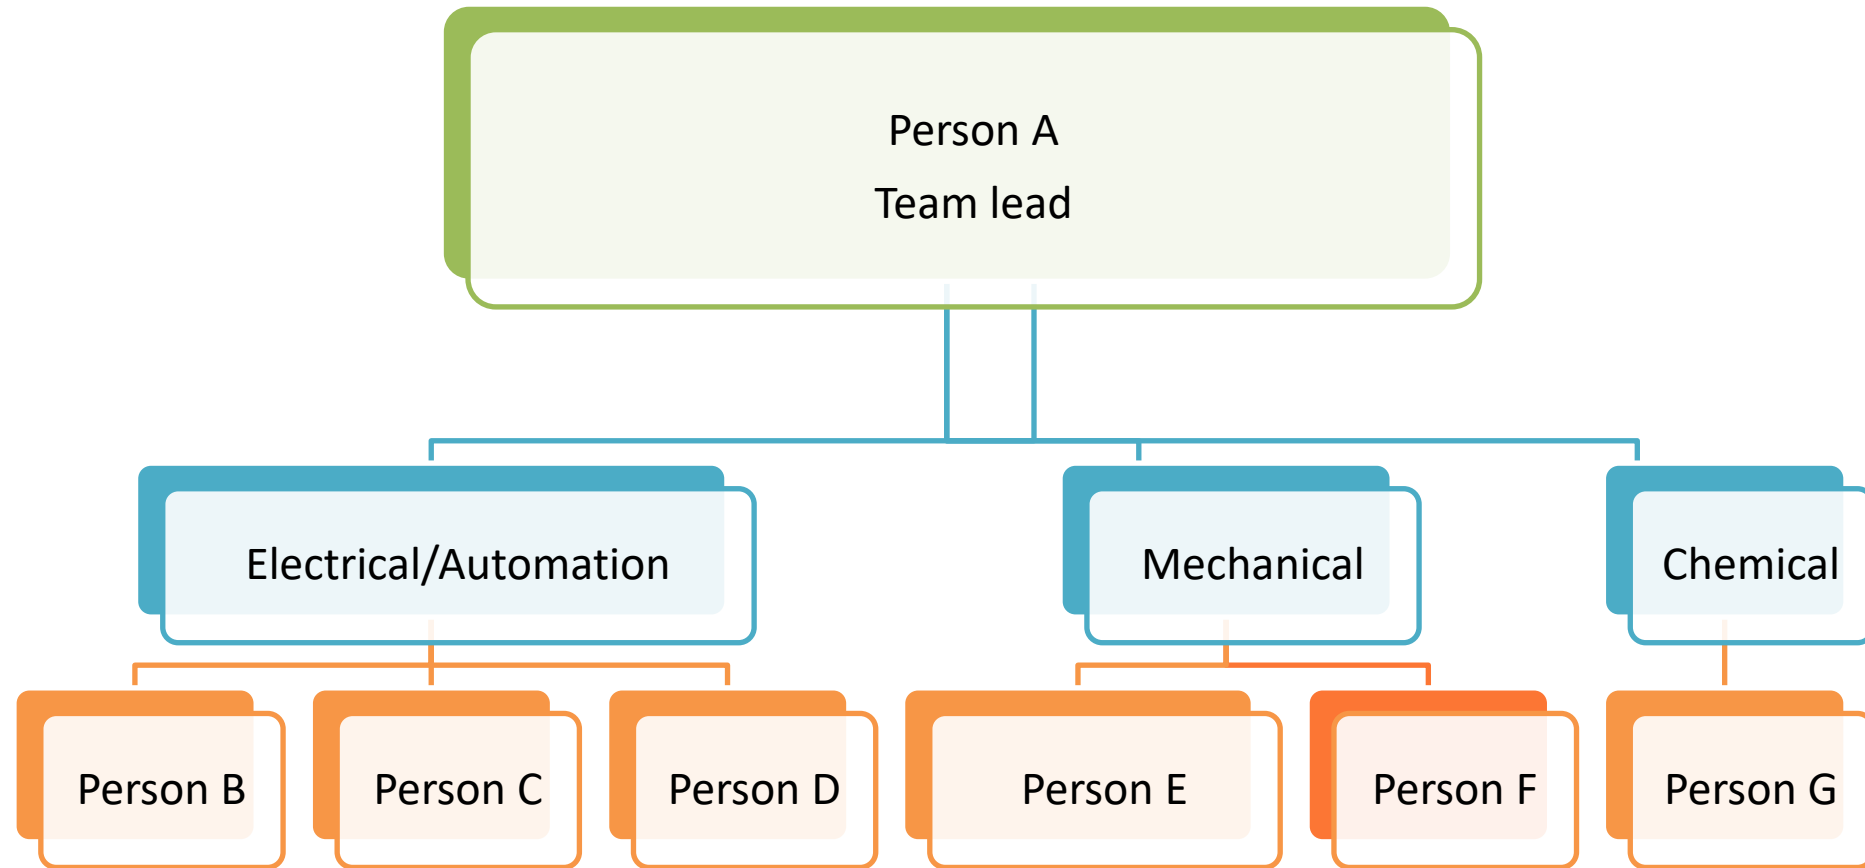 Person A
Team lead
Electrical/Automation
Mechanical
Chemical
Person B
Person C
Person D
Person E
Person F
Person G